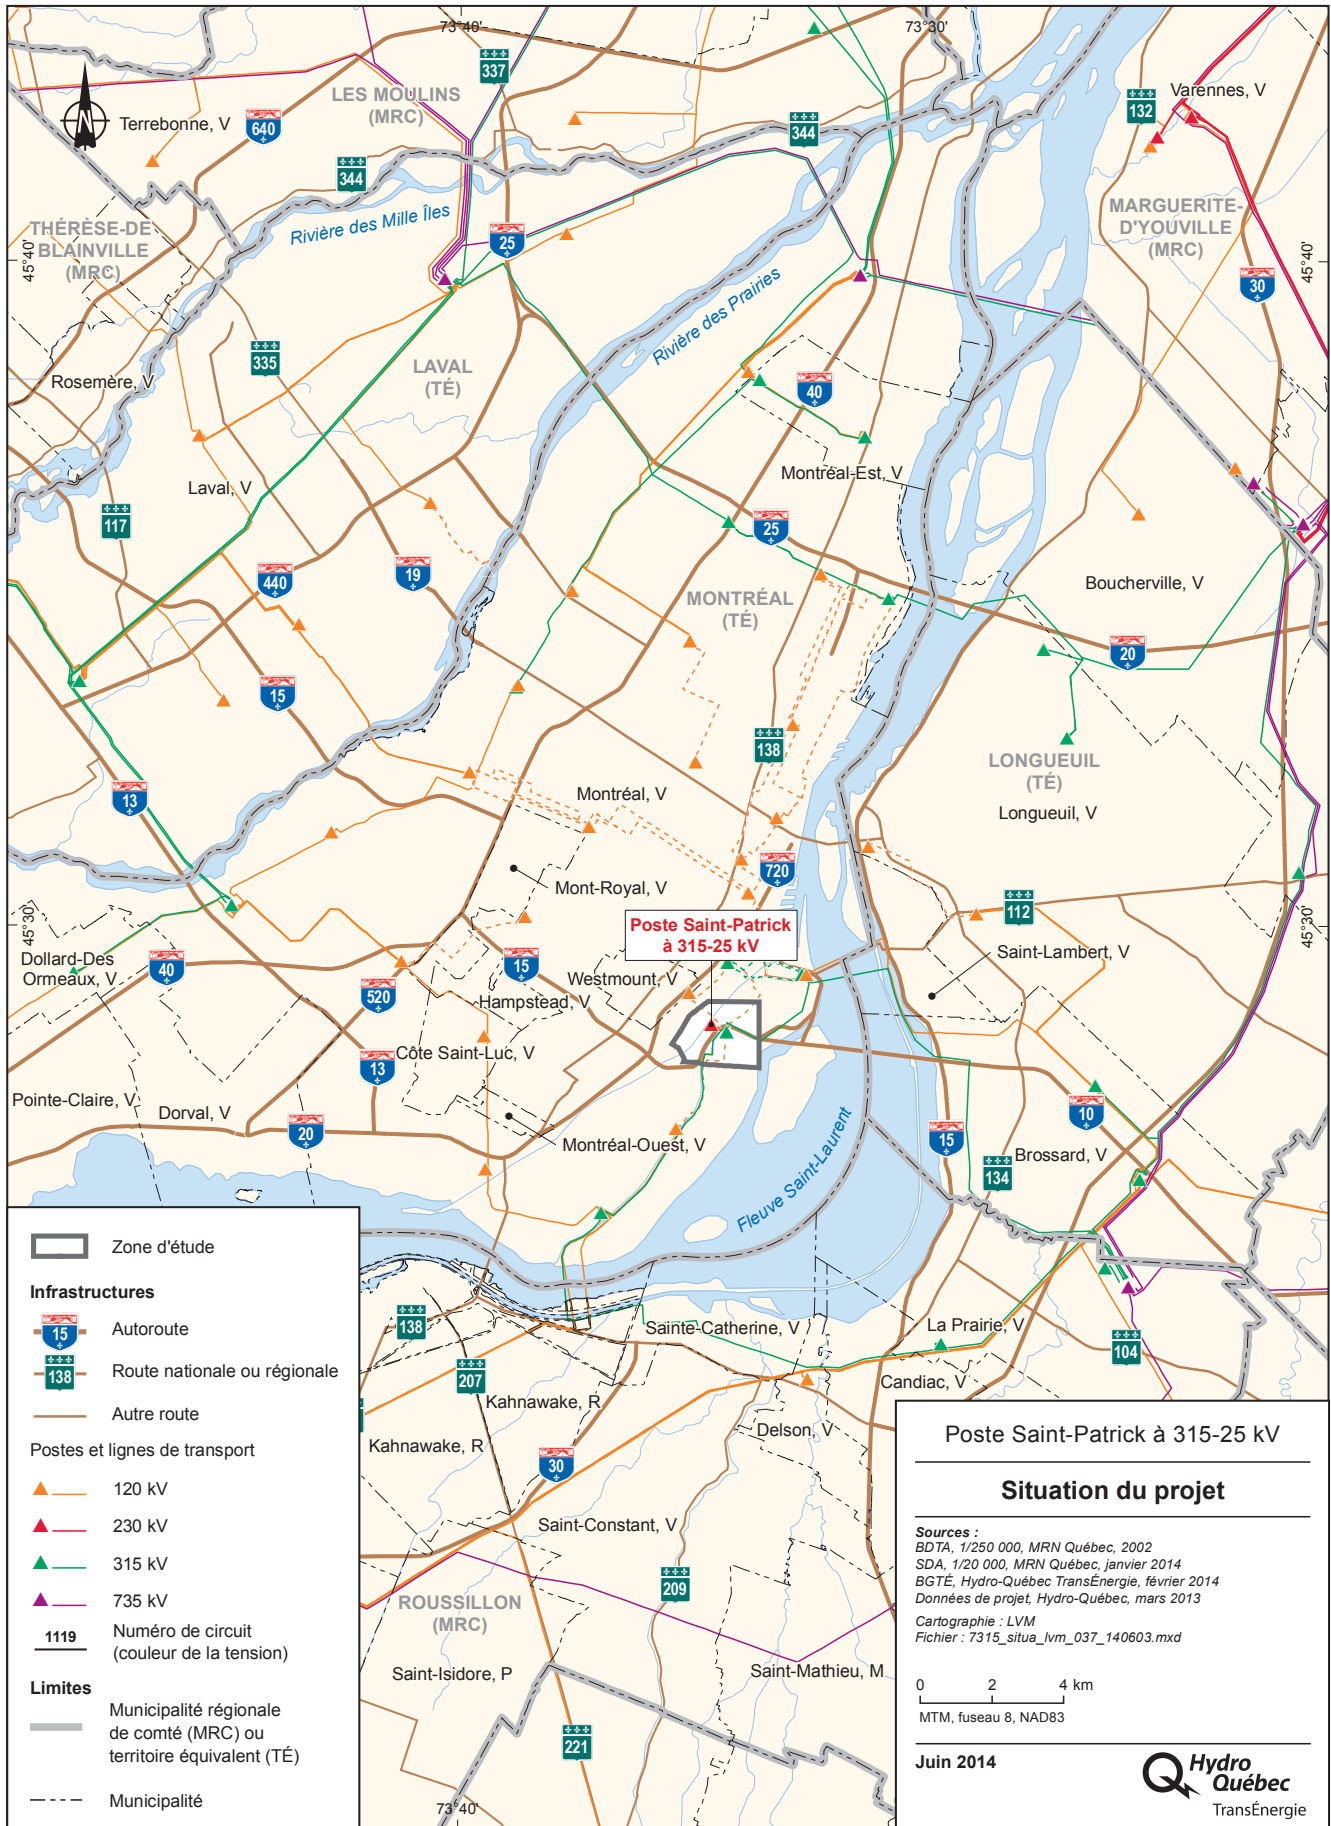 73°40'
73°30'
337
LES MOULINS
(MRC)
Terrebonne, V
640
344
344
132
Varennes, V
THÉRÈSE-DE
BLAINVILLE
(MRC)
Rivière des Mille Îles
25
MARGUERITE-
D'YOUVILLE
(MRC)
45°40'
45°40'
30
Rivière des Prairies
335
LAVAL
(TÉ)
Rosemère, V
40
Montréal-Est, V
Laval, V
117
25
440
19
MONTRÉAL
(TÉ)
Boucherville, V
20
15
138
LONGUEUIL
(TÉ)
13
Montréal, V
Longueuil, V
720
Mont-Royal, V
112
45°30'
45°30'
Poste Saint-Patrick
à 315-25 kV
Dollard-Des
Ormeaux, V
40
15
Westmount, V
Saint-Lambert, V
520
Hampstead, V
Côte Saint-Luc, V
13
Pointe-Claire, V
Dorval, V
20
Montréal-Ouest, V
10
15
Brossard, V
134
Fleuve Saint-Laurent
138
Sainte-Catherine, V
La Prairie, V
104
207
Candiac, V
Kahnawake, R
Delson, V
Kahnawake, R
30
Saint-Constant, V
209
ROUSSILLON
(MRC)
Saint-Isidore, P
Saint-Mathieu, M
221
73°40'
Zone d'étude
Infrastructures
15
Autoroute
138
Route nationale ou régionale
Autre route
Postes et lignes de transport
120 kV
230 kV
315 kV
735 kV
1119
Numéro de circuit
(couleur de la tension)
Limites
Municipalité régionale
de comté (MRC) ou
territoire équivalent (TÉ)
Municipalité
Poste Saint-Patrick à 315-25 kV
Situation du projet
Sources :
BDTA, 1/250 000, MRN Québec, 2002
SDA, 1/20 000, MRN Québec, janvier 2014
BGTÉ, Hydro-Québec TransÉnergie, février 2014
Données de projet, Hydro-Québec, mars 2013
Cartographie : LVM
Fichier : 7315_situa_lvm_037_140603.mxd
0 2 4 km
MTM, fuseau 8, NAD83
Juin 2014
Hydro
Québec
TransÉnergie